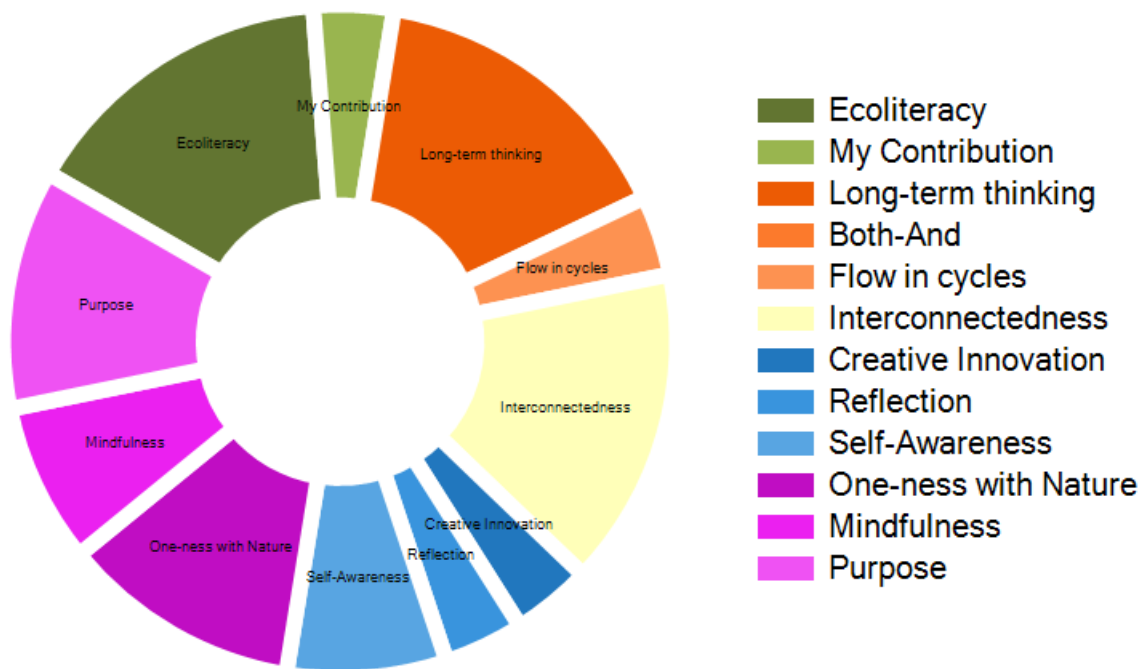 My Contribution
Ecoliteracy
Long-term thinking
Flow in cycles
Purpose
Interconnectedness
Mindfulness
Creative Innovation
One-ness with Nature
Reflection
Self-Awareness
Ecoliteracy
My Contribution
Long-term thinking
Both-And
Flow in cycles
Interconnectedness
Creative Innovation
Reflection
Self-Awareness
One-ness with Nature
Mindfulness
Purpose